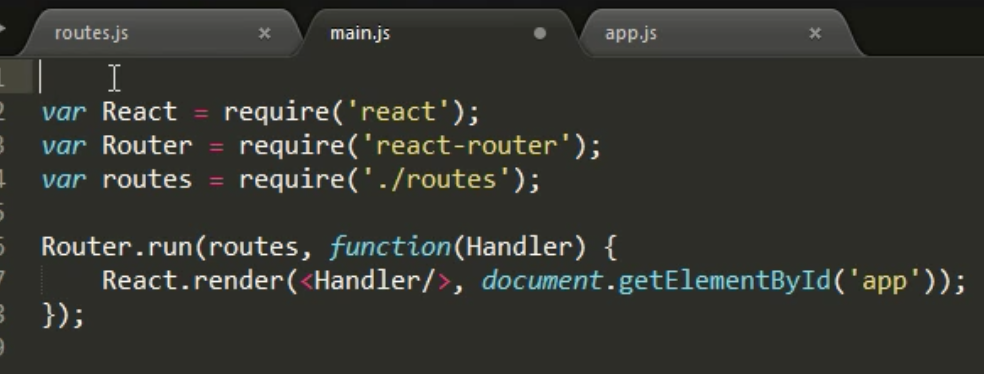 routes.js × main.js app.js ×
1
2 var React = require('react');
3 var Router = require('react-router');
4 var routes = require('./routes');
5
6 Router.run(routes, function(Handler) {
7 React.render(<Handler/>, document.getElementById('app'));
8 });
9